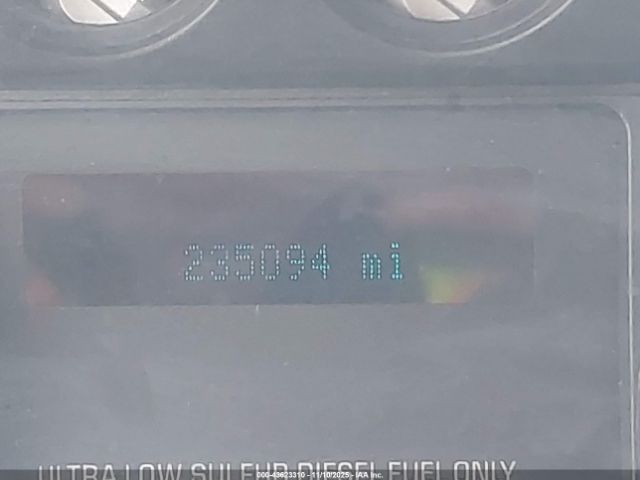 235094 mi
ULTRA LOW SULFUR DIESEL FUEL ONLY
000-43623310 - 11/10/2025 - IAA Inc.